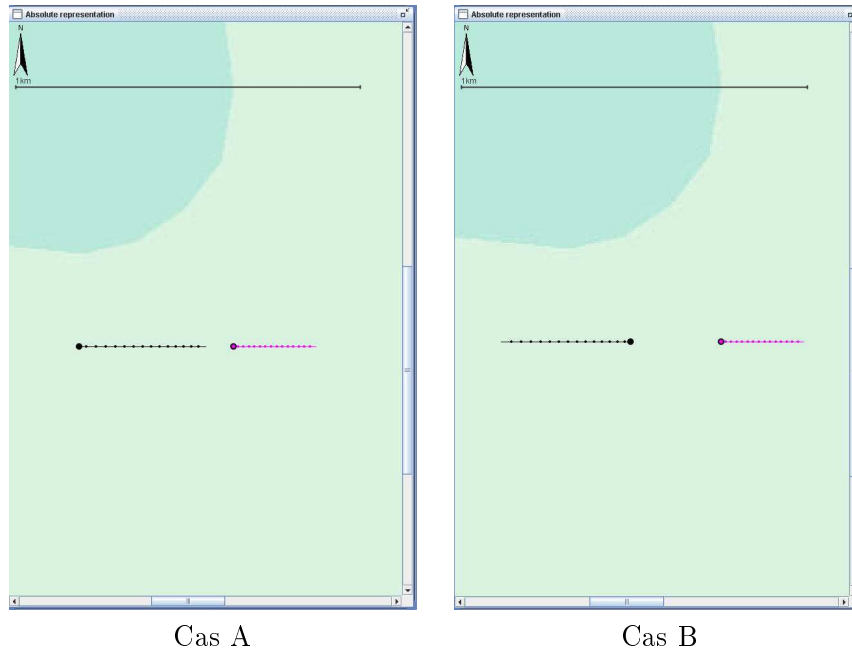 Absolute representation
N
1km
Absolute representation
N
1km
Cas A
Cas B